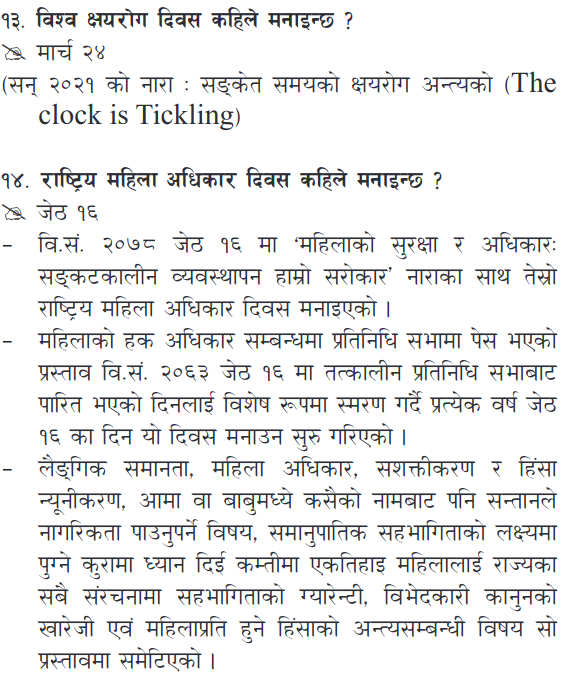 १३. विश्व क्षयरोग दिवस कहिले मनाइन्छ ?
मार्च २४
(सन् २०२१ को नारा : सङ्केत समयको क्षयरोग अन्त्यको (The
clock is Tickling)
१४. राष्ट्रिय महिला अधिकार दिवस कहिले मनाइन्छ ?
जेठ १६
– वि.सं. २०७८ जेठ १६ मा ‘महिलाको सुरक्षा र अधिकारः
सङ्कटकालीन व्यवस्थापन हाम्रो सरोकार’ नाराका साथ तेस्रो
राष्ट्रिय महिला अधिकार दिवस मनाइएको ।
– महिलाको हक अधिकार सम्बन्धमा प्रतिनिधि सभामा पेस भएको
प्रस्ताव वि.सं. २०६३ जेठ १६ मा तत्कालीन प्रतिनिधि सभाबाट
पारित भएको दिनलाई विशेष रूपमा स्मरण गर्दै प्रत्येक वर्ष जेठ
१६ का दिन यो दिवस मनाउन सुरु गरिएको ।
– लैङ्गिक समानता, महिला अधिकार, सशक्तीकरण र हिंसा
न्यूनीकरण, आमा वा बाबुमध्ये कसैको नामबाट पनि सन्तानले
नागरिकता पाउनुपर्ने विषय, समानुपातिक सहभागिताको लक्ष्यमा
पुग्ने कुरामा ध्यान दिई कम्तीमा एकतिहाइ महिलालाई राज्यका
सबै संरचनामा सहभागिताको ग्यारेन्टी, विभेदकारी कानुनको
खारेजी एवं महिलाप्रति हुने हिंसाको अन्त्यसम्बन्धी विषय सो
प्रस्तावमा समेटिएको ।